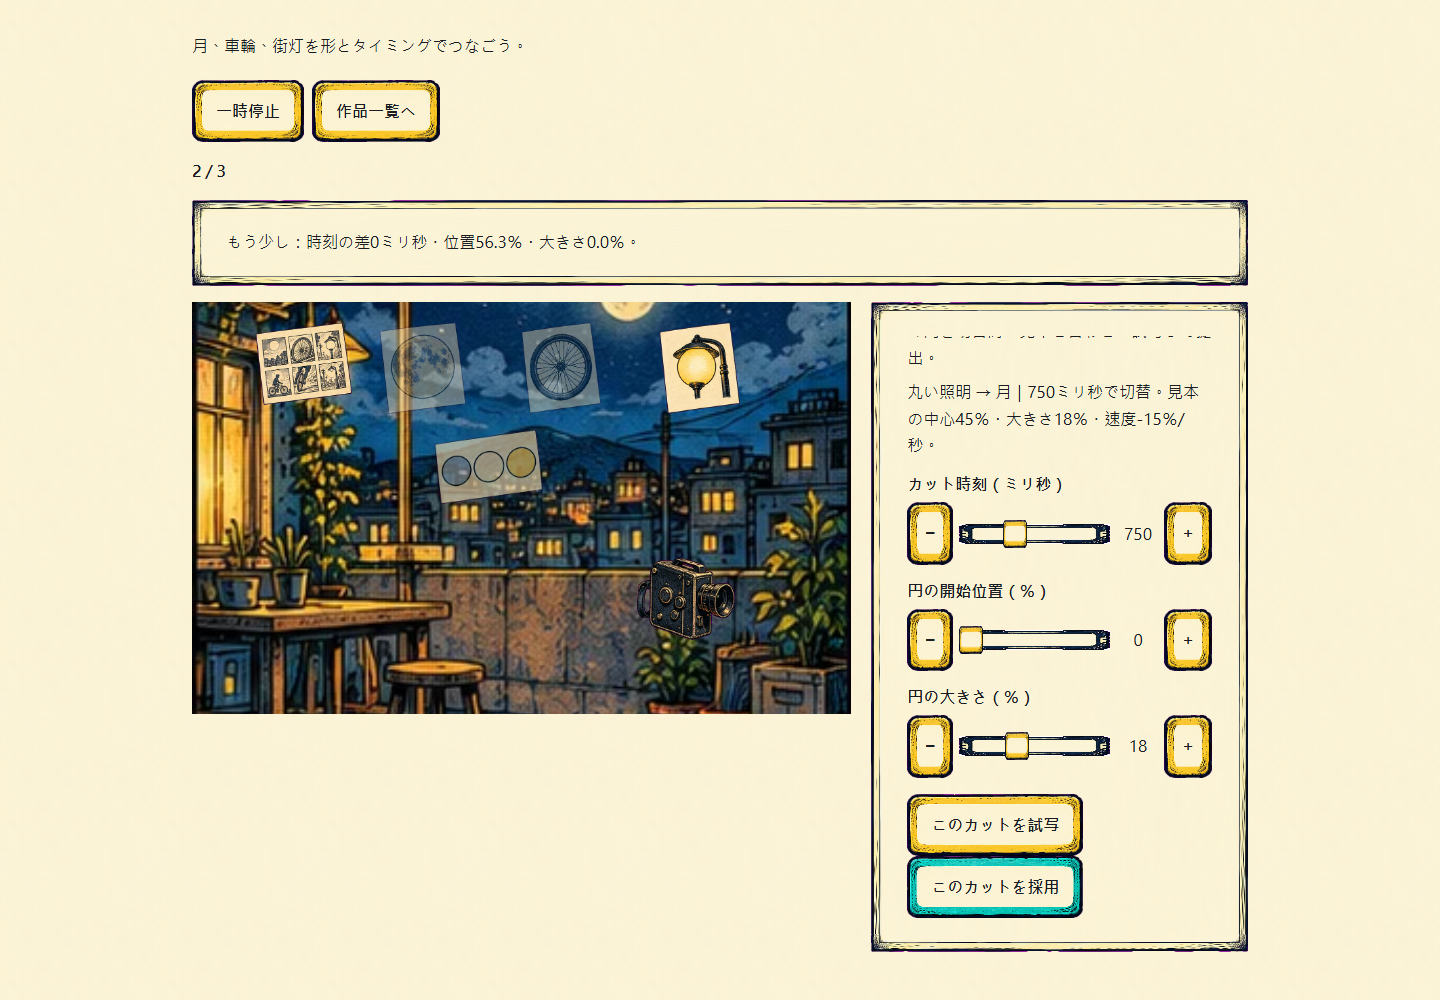 月、車輪、街灯を形とタイミングでつなごう。
一時停止
作品一覧へ
2 / 3
もう少し：時刻の差0ミリ秒・位置56.3%・大きさ0.0%。
出。
丸い照明 → 月 | 750ミリ秒で切替。見本
の中心45%・大きさ18%・速度-15%/
秒。
カット時刻 ( ミリ秒 )
− 750 +
円の開始位置 ( % )
− 0 +
円の大きさ ( % )
− 18 +
このカットを試写
このカットを採用